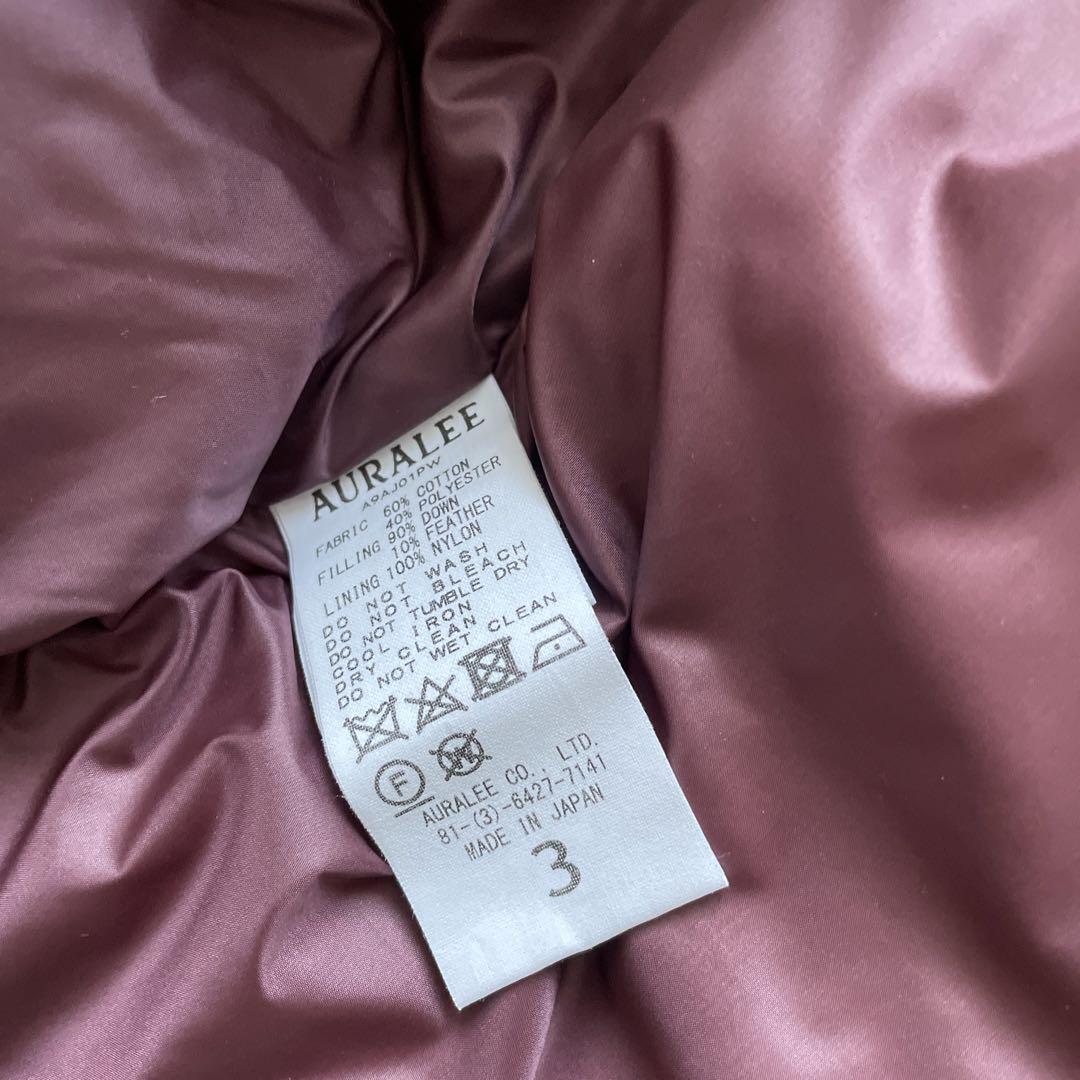 AURALEE
A9AJ01PW
FABRIC 60% COTTON
40% POLYESTER
FILLING 90% DOWN
10% FEATHER
LINING 100% NYLON
DO NOT WASH
DO NOT BLEACH
DO NOT TUMBLE DRY
COOL IRON
DRY CLEAN
DO NOT WET CLEAN
F
W
AURALEE CO., LTD.
81-(3)-6427-7141
MADE IN JAPAN
3